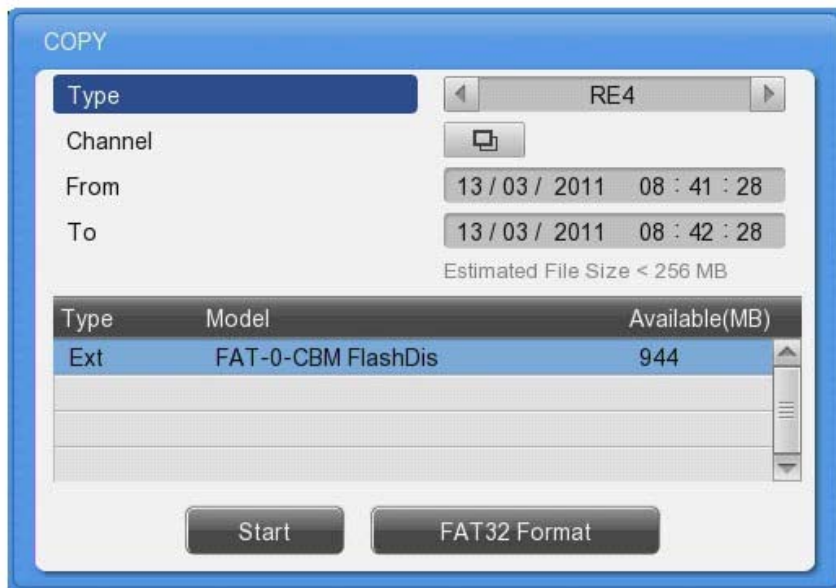 COPY
Type RE4
Channel
From 13 / 03 / 2011 08 : 41 : 28
To 13 / 03 / 2011 08 : 42 : 28
Estimated File Size < 256 MB
Type Model Available(MB)
Ext FAT-0-CBM FlashDis 944
Start FAT32 Format